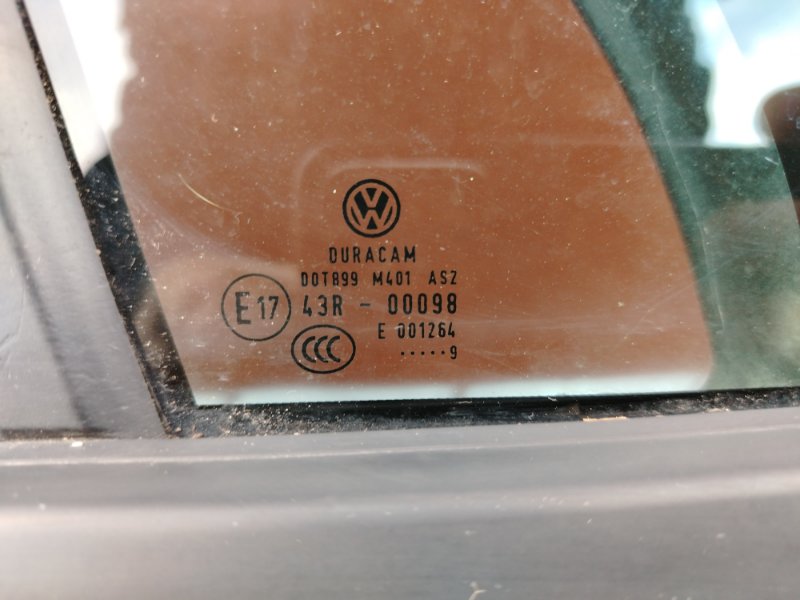 DURACAM
DOT899 M401 ASZ
E17 43R - 00098
E 001264
CCC
.....9